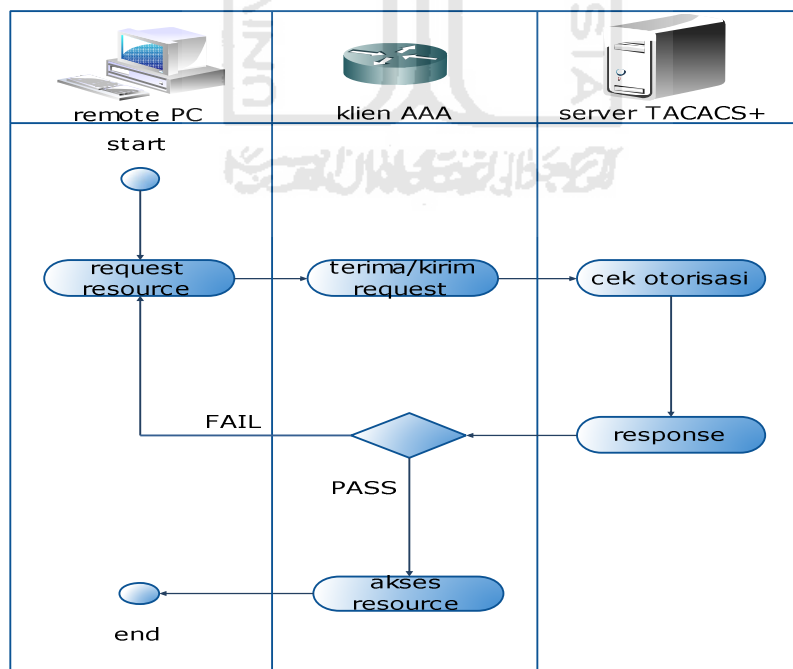 remote PC
klien AAA
server TACACS+
start
request
resource
terima/kirim
request
cek otorisasi
FAIL
response
PASS
akses
resource
end